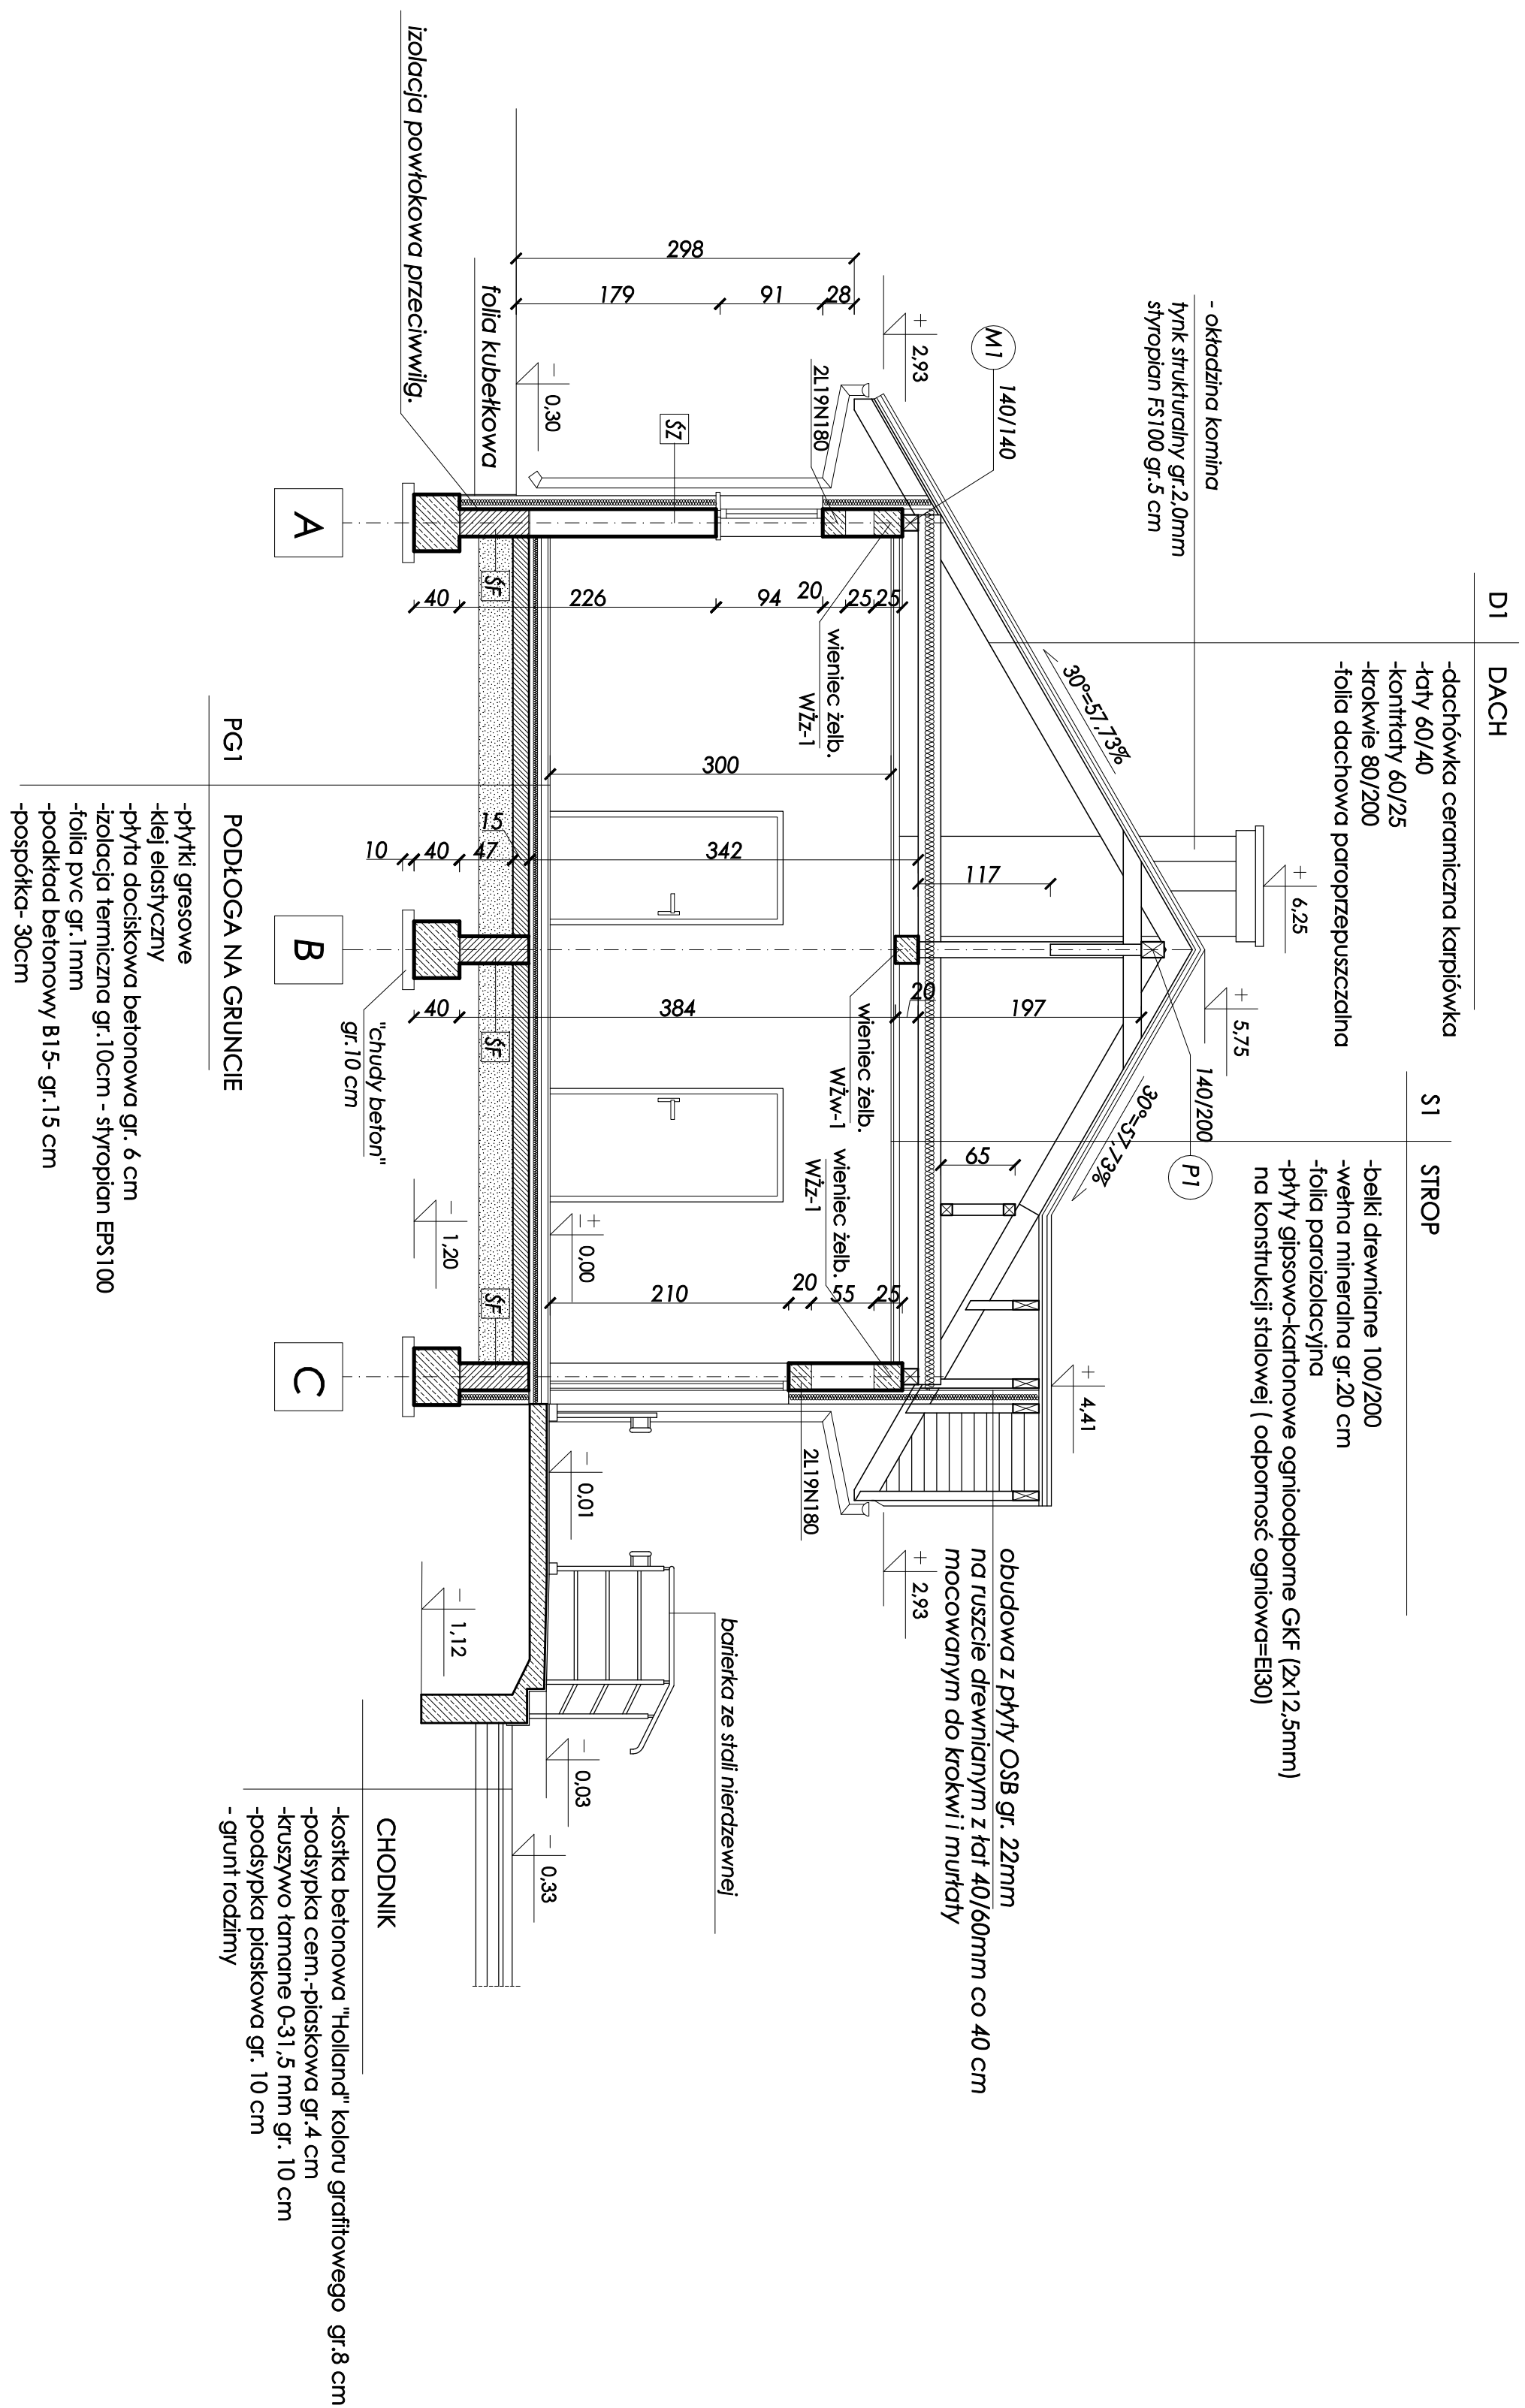 D1 DACH
-dachówka ceramiczna karpiówka
-łaty 60/40
-kontrłaty 60/25
-krokwie 80/200
-folia dachowa paroprzepuszczalna
S1 STROP
-belki drewniane 100/200
-wełna mineralna gr.20 cm
-folia paroizolacyjna
-płyty gipsowo-kartonowe ognioodporne GKF (2x12,5mm)
na konstrukcji stalowej ( odporność ogniowa=EI30)
- okładzina komina
tynk strukturalny gr.2,0mm
styropian FS100 gr.5 cm
+
6,25
+
5,75
30°=57,73%
30°=57,73%
140/200
P1
M1
140/140
+
4,41
+
2,93
+
2,93
obudowa z płyty OSB gr. 22mm
na ruszcie drewnianym z łat 40/60mm co 40 cm
mocowanym do krokwi i murłaty
117
197
65
20
2L19N180
2L19N180
wieniec żelb.
WŻz-1
wieniec żelb.
WŻw-1
wieniec żelb.
WŻz-1
298
28
91
179
25
25
20
94
226
40
300
342
15
47
40
10
384
40
25
55
20
210
ŚZ
barierka ze stali nierdzewnej
-
0,30
±
0,00
-
0,01
-
0,03
-
0,33
-
1,20
-
1,12
ŚF
ŚF
ŚF
folia kubełkowa
izolacja powłokowa przeciwwilg.
"chudy beton"
gr.10 cm
A
B
C
PG1 PODŁOGA NA GRUNCIE
-płytki gresowe
-klej elastyczny
-płyta dociskowa betonowa gr. 6 cm
-izolacja termiczna gr.10cm - styropian EPS100
-folia pvc gr.1mm
-podkład betonowy B15- gr.15 cm
-pospółka- 30cm
CHODNIK
-kostka betonowa "Holland" koloru grafitowego gr.8 cm
-podsypka cem.-piaskowa gr.4 cm
-kruszywo łamane 0-31,5 mm gr. 10 cm
-podsypka piaskowa gr. 10 cm
- grunt rodzimy